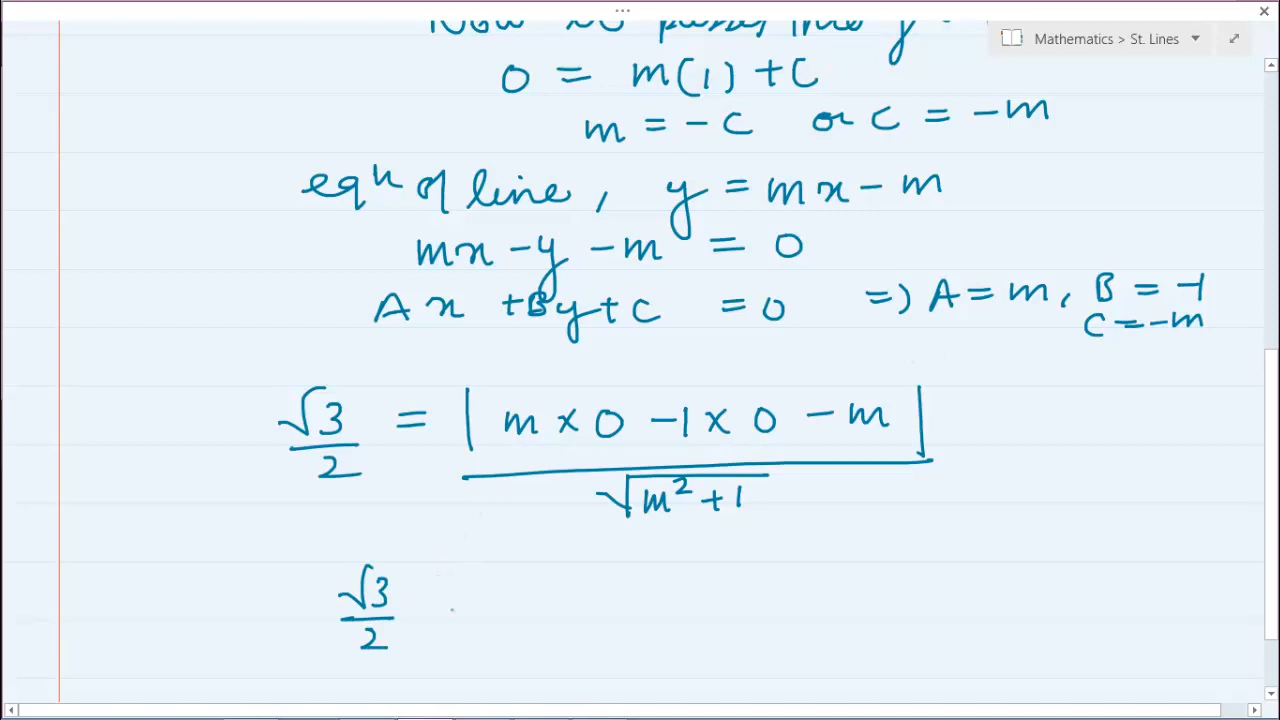 Mathematics > St. Lines
0 = m(1) + C
m = -C or C = -m
eqn of line, y = mx - m
mx - y - m = 0
Ax + By + C = 0 => A = m, B = -1
C = -m
√3/2 = |m × 0 - 1 × 0 - m| / √(m² + 1)
√3/2